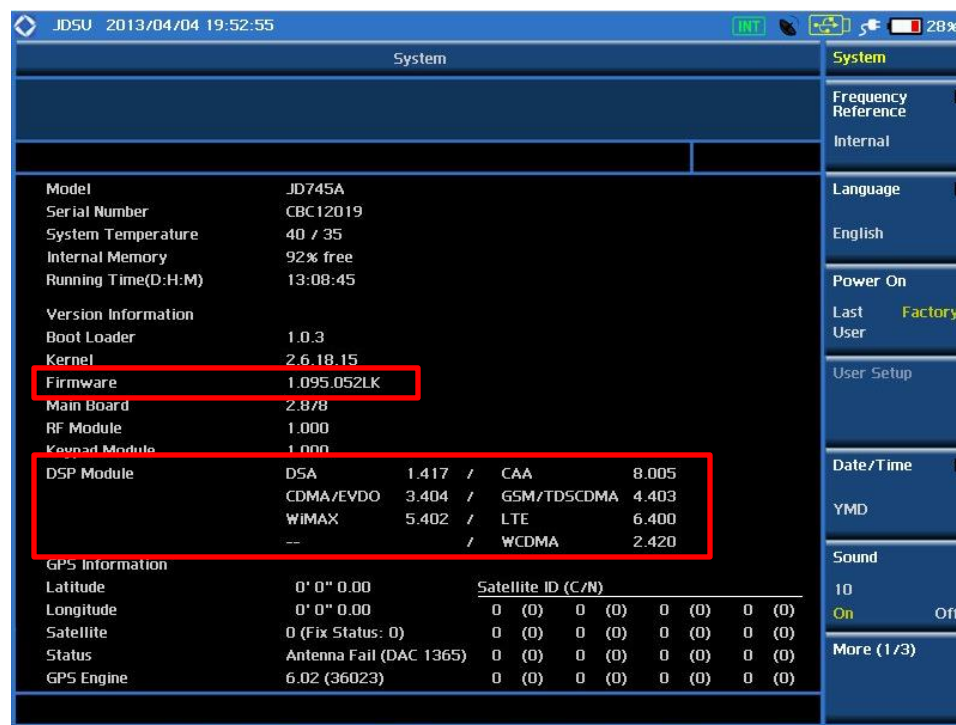 JDSU 2013/04/04 19:52:55 INT 28%
System
Model JD745A
Serial Number CBC12019
System Temperature 40 / 35
Internal Memory 92% free
Running Time(D:H:M) 13:08:45
Version Information
Boot Loader 1.0.3
Kernel 2.6.18.15
Firmware 1.095.052LK
Main Board 2.878
RF Module 1.000
Keypad Module 1.000
DSP Module DSA 1.417 / CAA 8.005
CDMA/EVDO 3.404 / GSM/TDSCDMA 4.403
WiMAX 5.402 / LTE 6.400
-- / WCDMA 2.420
GPS Information
Latitude 0' 0" 0.00 Satellite ID (C/N)
Longitude 0' 0" 0.00 0 (0) 0 (0) 0 (0) 0 (0)
Satellite 0 (Fix Status: 0) 0 (0) 0 (0) 0 (0) 0 (0)
Status Antenna Fail (DAC 1365) 0 (0) 0 (0) 0 (0) 0 (0)
GPS Engine 6.02 (36023) 0 (0) 0 (0) 0 (0) 0 (0)
System
Frequency
Reference
Internal
Language
English
Power On
Last Factory
User
User Setup
Date/Time
YMD
Sound
10
On Off
More (1/3)